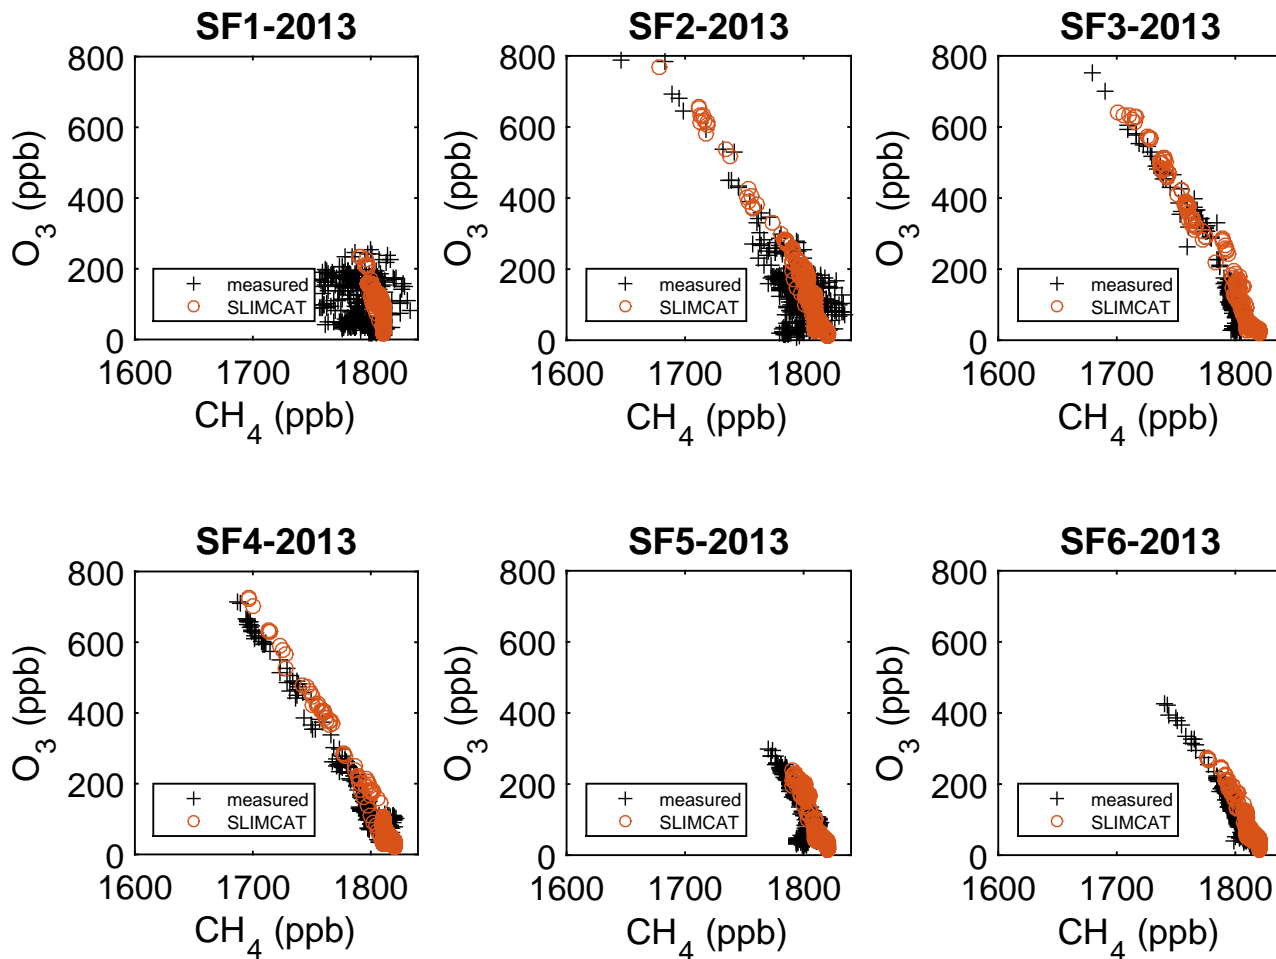 SF1-2013
800
600
400
200
0
O3 (ppb)
measured
SLIMCAT
1600 1700 1800
CH4 (ppb)
SF2-2013
800
600
400
200
0
O3 (ppb)
measured
SLIMCAT
1600 1700 1800
CH4 (ppb)
SF3-2013
800
600
400
200
0
O3 (ppb)
measured
SLIMCAT
1600 1700 1800
CH4 (ppb)
SF4-2013
800
600
400
200
0
O3 (ppb)
measured
SLIMCAT
1600 1700 1800
CH4 (ppb)
SF5-2013
800
600
400
200
0
O3 (ppb)
measured
SLIMCAT
1600 1700 1800
CH4 (ppb)
SF6-2013
800
600
400
200
0
O3 (ppb)
measured
SLIMCAT
1600 1700 1800
CH4 (ppb)